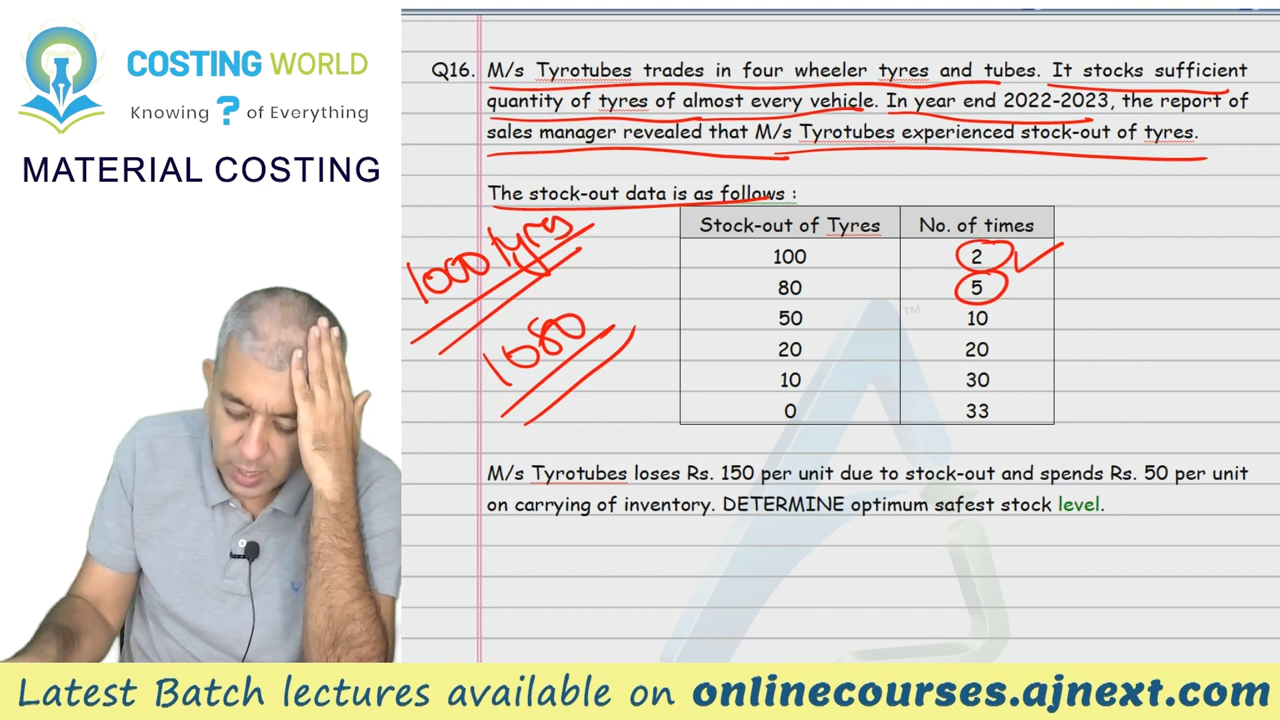 COSTING WORLD
Knowing ? of Everything
MATERIAL COSTING
Q16. M/s Tyrotubes trades in four wheeler tyres and tubes. It stocks sufficient
quantity of tyres of almost every vehicle. In year end 2022-2023, the report of
sales manager revealed that M/s Tyrotubes experienced stock-out of tyres.
The stock-out data is as follows :
Stock-out of Tyres No. of times
100 2
80 5
50 10
20 20
10 30
0 33
1000 tyres
1080
TM
M/s Tyrotubes loses Rs. 150 per unit due to stock-out and spends Rs. 50 per unit
on carrying of inventory. DETERMINE optimum safest stock level.
Latest Batch lectures available on onlinecourses.ajnext.com